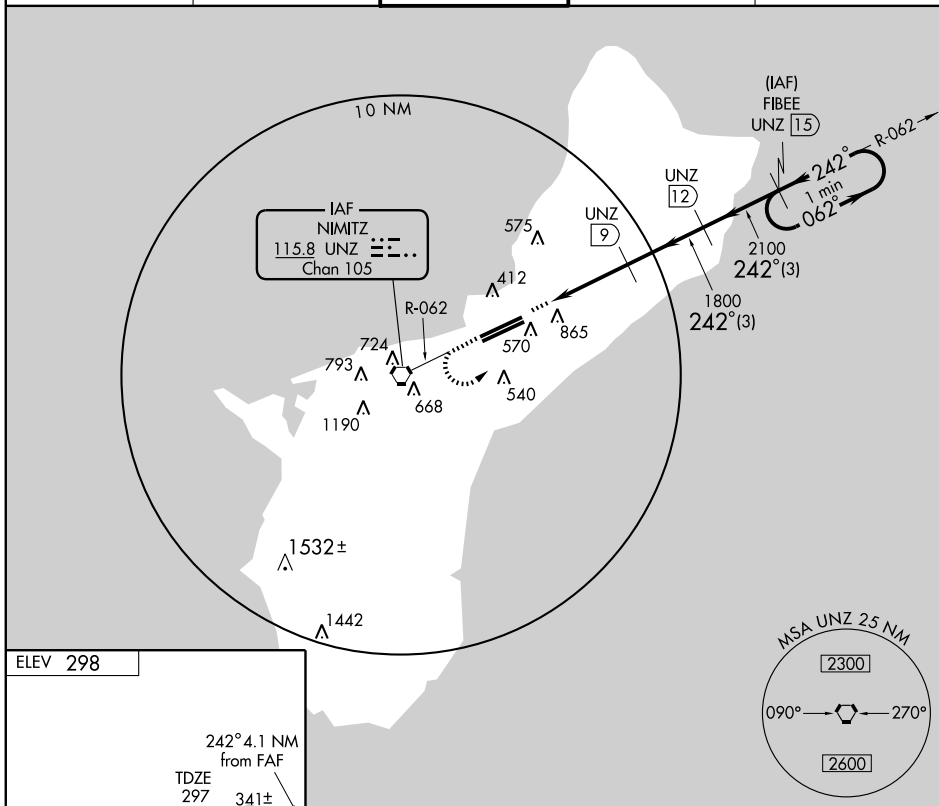 10 NM
(IAF)
FIBEE
UNZ 15
R-062
242°
1 min
062°
UNZ
12
UNZ
9
2100
242°(3)
1800
242°(3)
IAF
NIMITZ
115.8 UNZ
Chan 105
R-062
575
412
865
570
540
724
793
668
1190
1532±
1442
MSA UNZ 25 NM
2300
090°
270°
2600
ELEV 298
242° 4.1 NM
from FAF
TDZE
297
341±